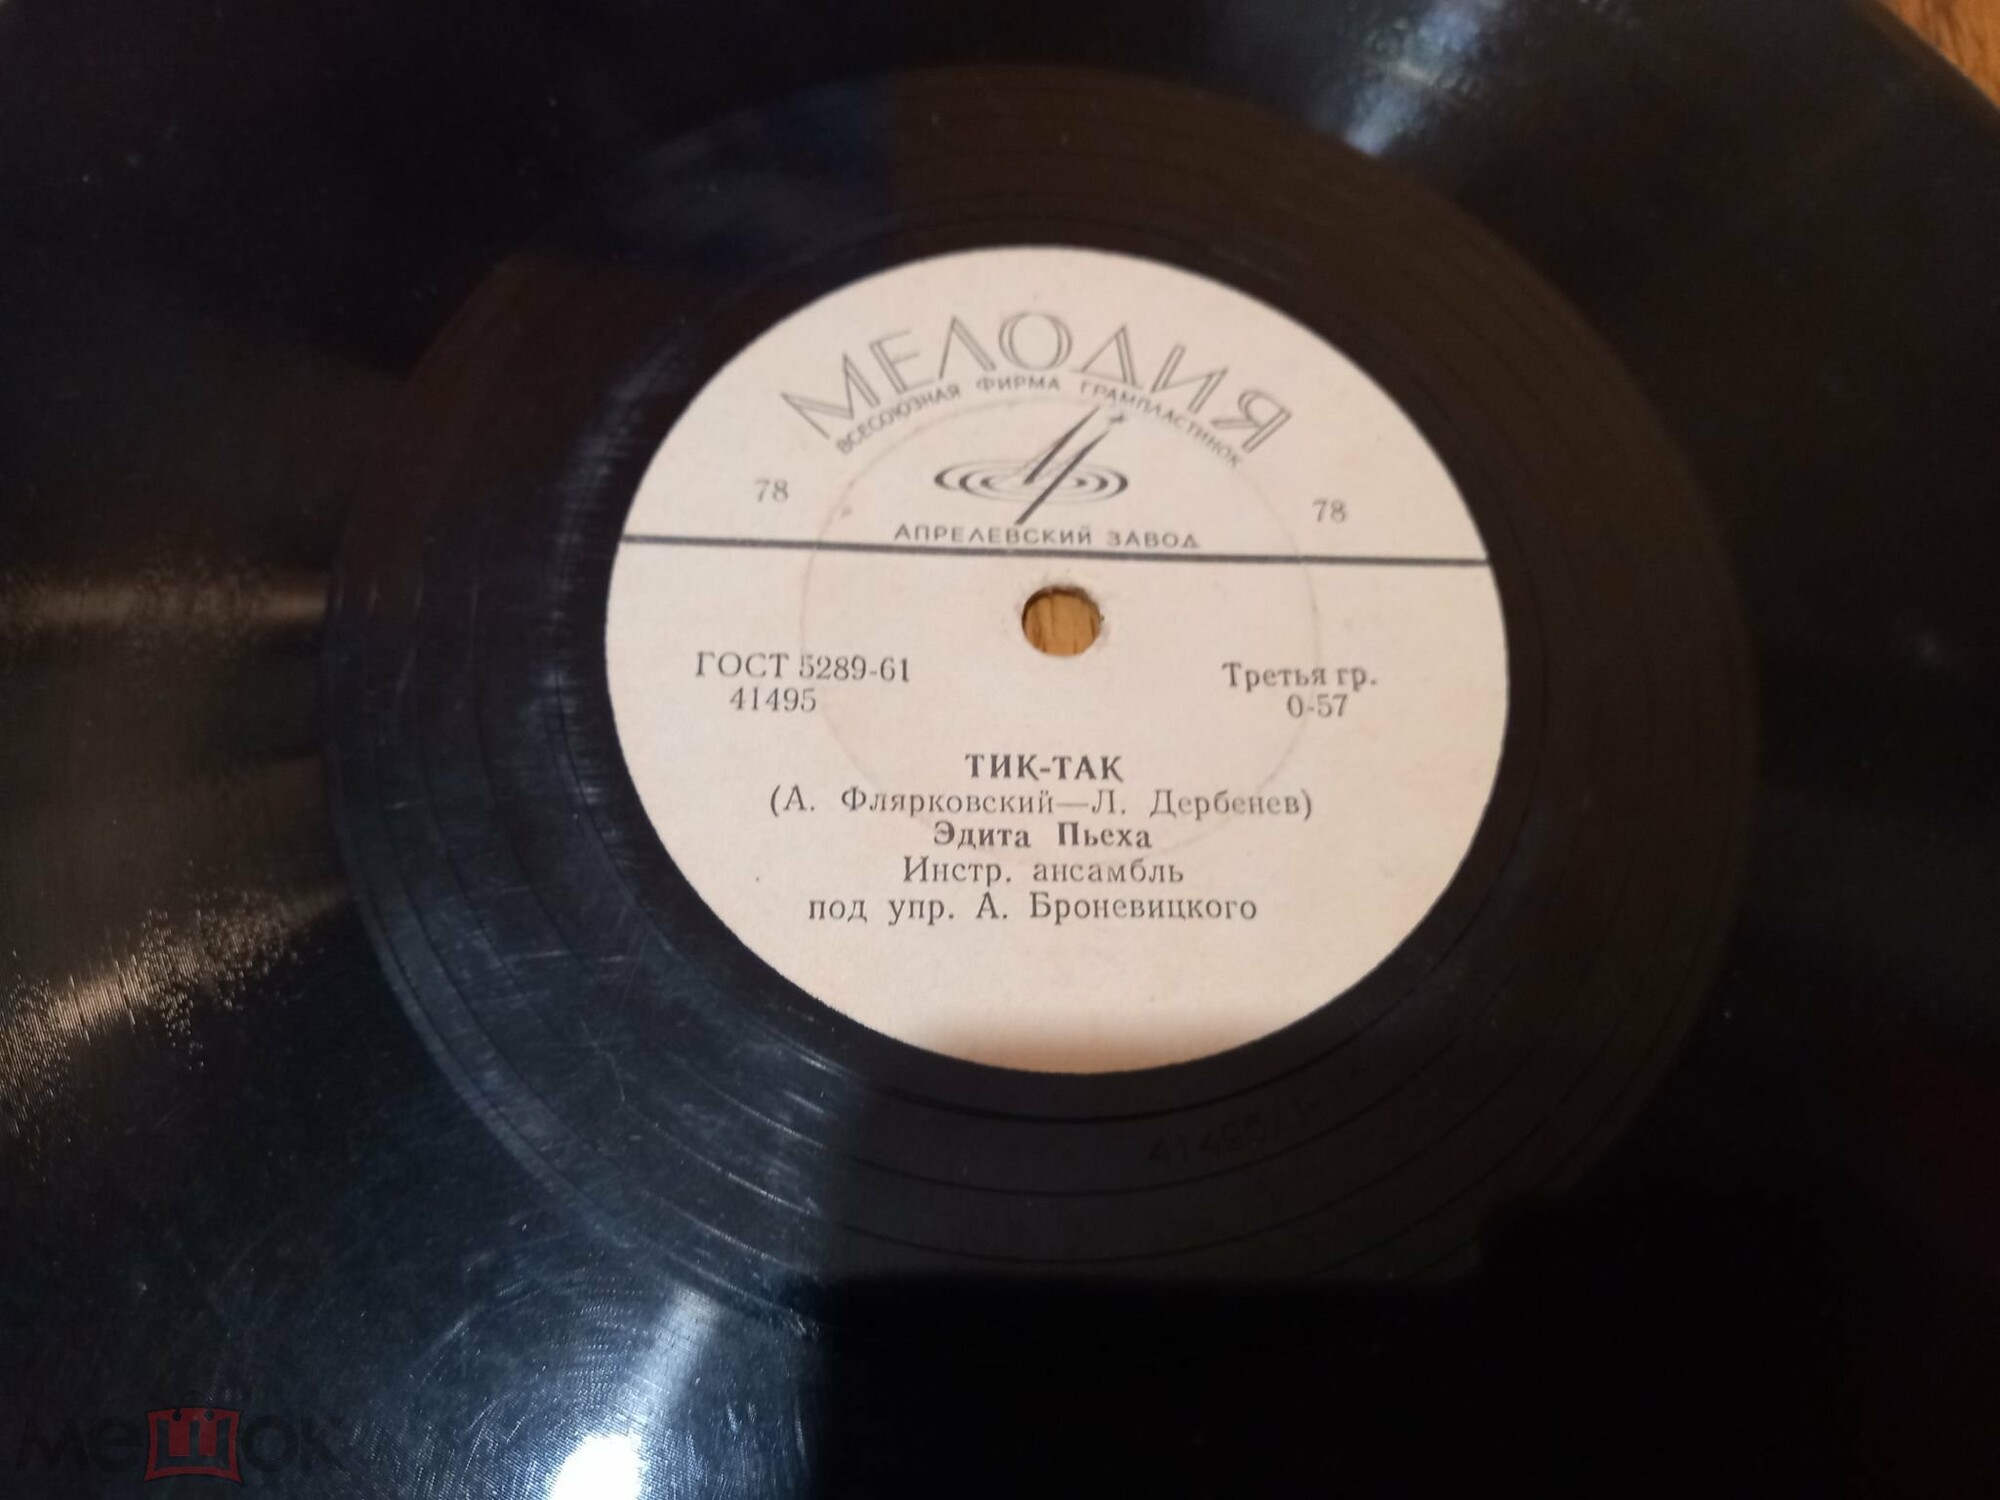 МЕЛОДИЯ
ВСЕСОЮЗНАЯ ФИРМА ГРАМПЛАСТИНОК
78 78
АПРЕЛЕВСКИЙ ЗАВОД
ГОСТ 5289-61 Третья гр.
41495 0-57
ТИК-ТАК
(А. Флярковский—Л. Дербенев)
Эдита Пьеха
Инстр. ансамбль
под упр. А. Броневицкого
мешок